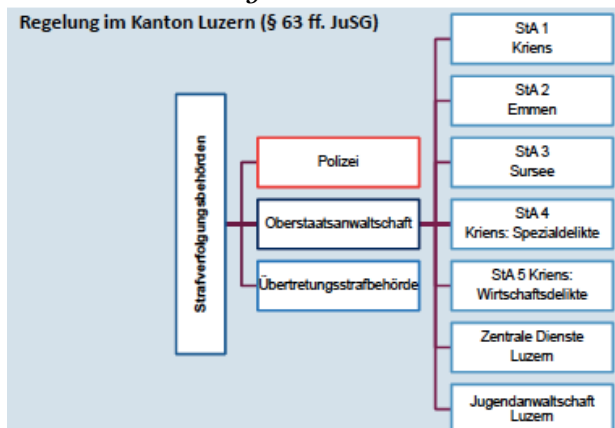 Regelung im Kanton Luzern (§ 63 ff. JuSG)
Strafverfolgungsbehörden
Polizei
Oberstaatsanwaltschaft
Übertretungsstrafbehörde
StA 1
Kriens
StA 2
Emmen
StA 3
Sursee
StA 4
Kriens: Spezialdelikte
StA 5 Kriens:
Wirtschaftsdelikte
Zentrale Dienste
Luzern
Jugendanwaltschaft
Luzern